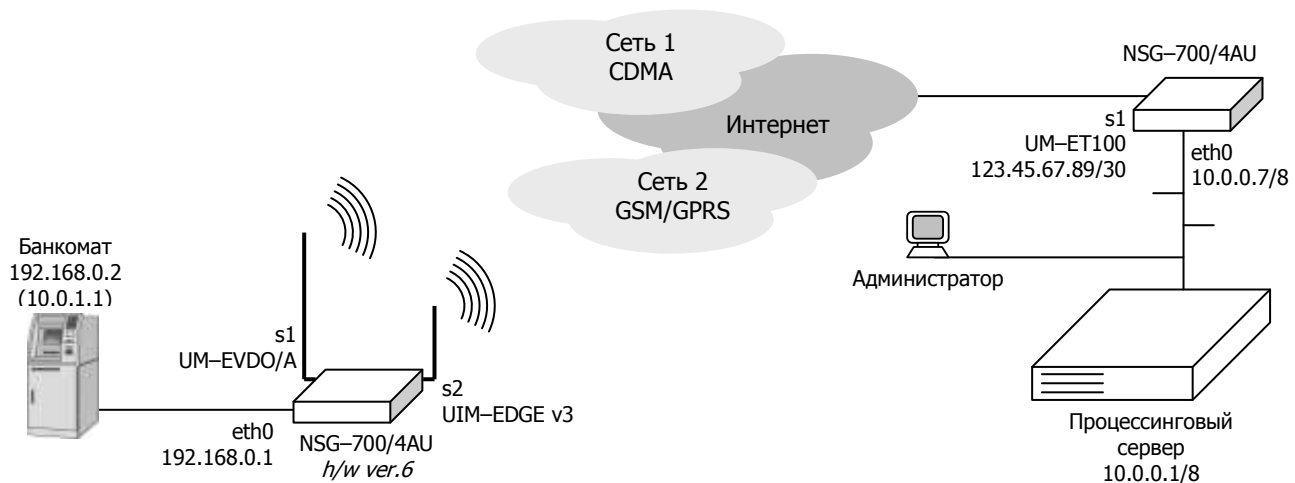 Сеть 1
CDMA
Интернет
Сеть 2
GSM/GPRS
NSG–700/4AU
s1
UM–ET100
123.45.67.89/30
eth0
10.0.0.7/8
Администратор
Процессинговый
сервер
10.0.0.1/8
Банкомат
192.168.0.2
(10.0.1.1)
s1
UM–EVDO/A
s2
UIM–EDGE v3
eth0
192.168.0.1
NSG–700/4AU
h/w ver.6